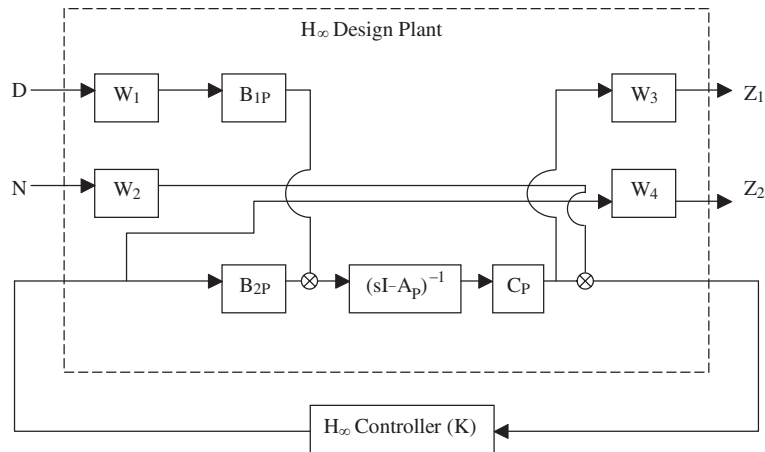 H∞ Design Plant
D
W₁
B₁P
W₃
Z₁
N
W₂
W₄
Z₂
B₂P
(sI–Aₚ)⁻¹
Cₚ
H∞ Controller (K)